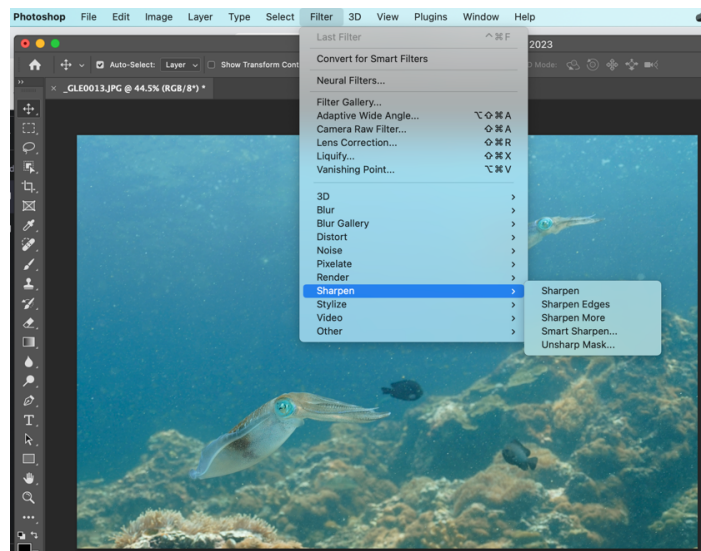 Photoshop File Edit Image Layer Type Select Filter 3D View Plugins Window Help
2023
Auto-Select: Layer Show Transform Cont
D Mode:
_GLE0013.JPG @ 44.5% (RGB/8*) *
Last Filter ^⌘F
Convert for Smart Filters
Neural Filters...
Filter Gallery...
Adaptive Wide Angle... ⌥⇧⌘A
Camera Raw Filter... ⇧⌘A
Lens Correction... ⇧⌘R
Liquify... ⇧⌘X
Vanishing Point... ⌥⌘V
3D
Blur
Blur Gallery
Distort
Noise
Pixelate
Render
Sharpen
Stylize
Video
Other
Sharpen
Sharpen Edges
Sharpen More
Smart Sharpen...
Unsharp Mask...